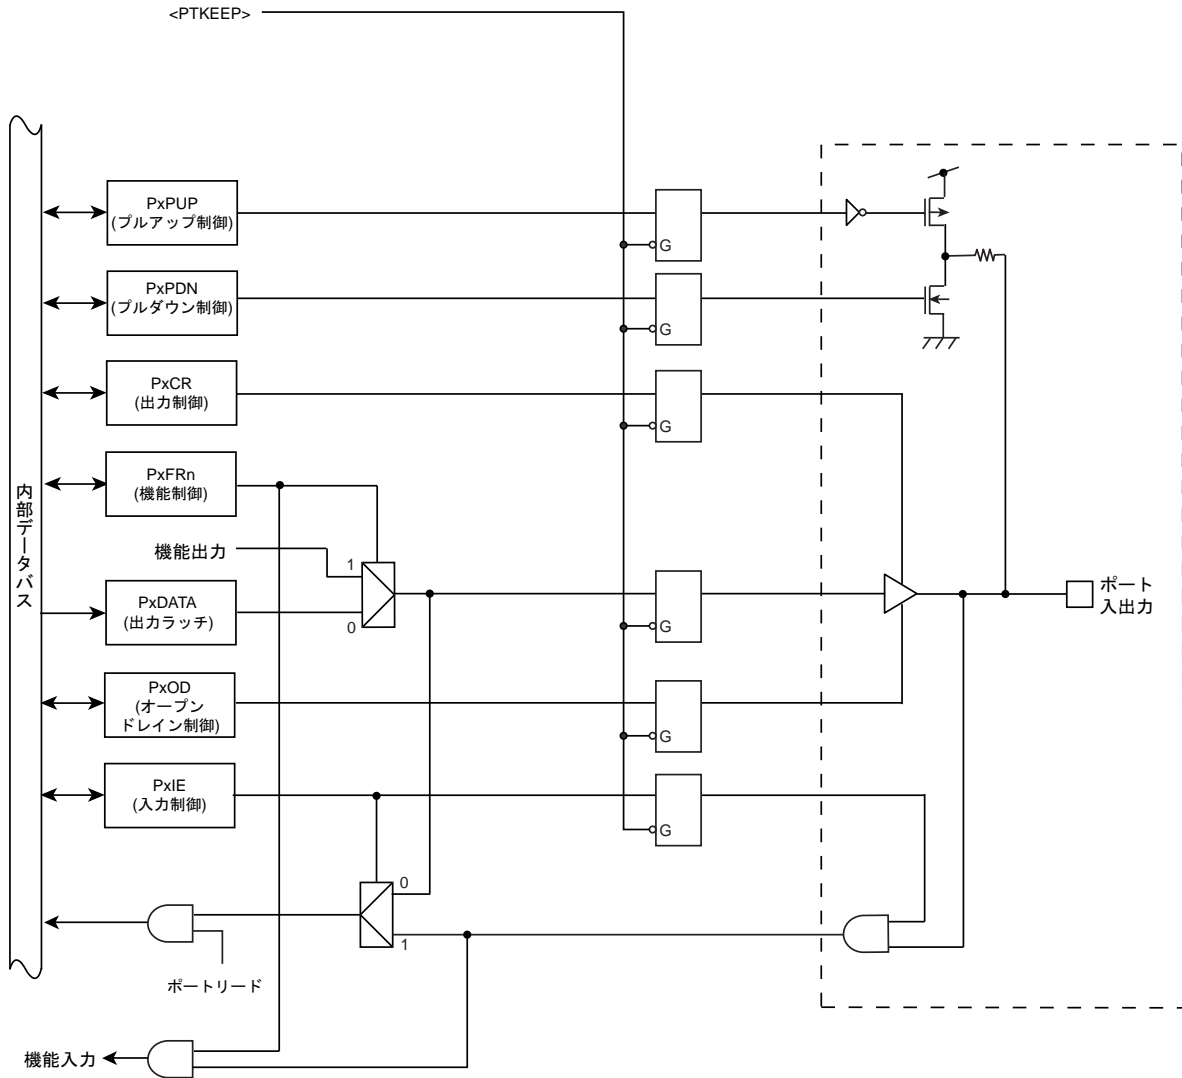 <PTKEEP>
PxPUP
(プルアップ制御)
G
PxPDN
(プルダウン制御)
G
PxCR
(出力制御)
G
PxFRn
(機能制御)
内部データバス
機能出力
1
PxDATA
(出力ラッチ)
0
G
ポート
入出力
PxOD
(オープン
ドレイン制御)
G
PxIE
(入力制御)
G
0
1
ポートリード
機能入力